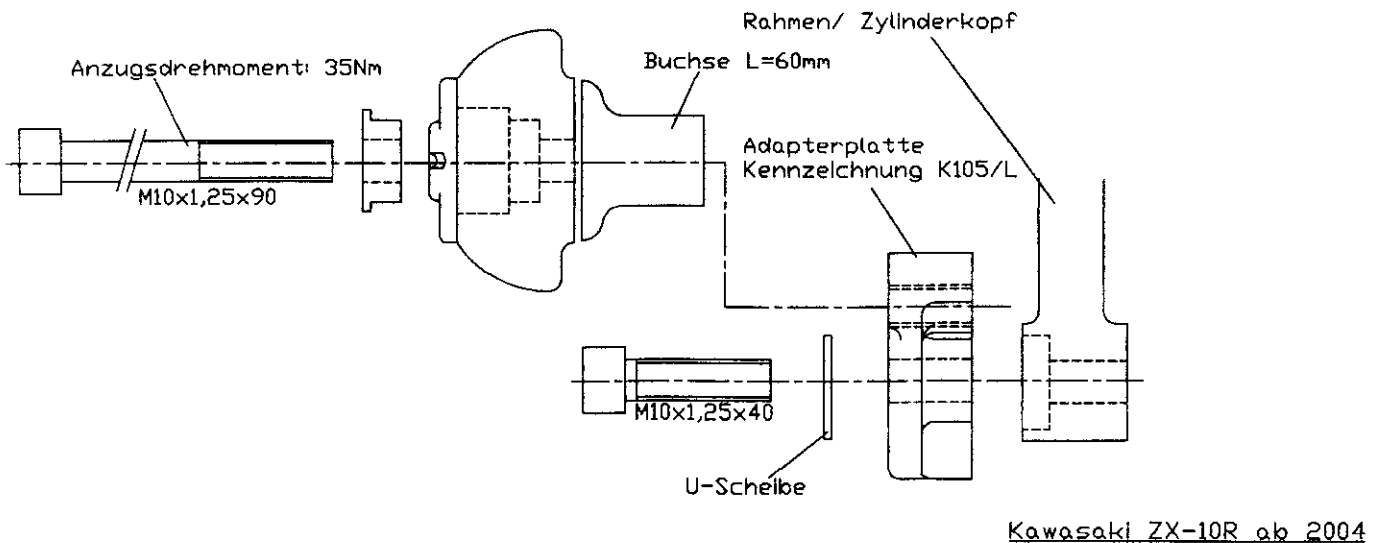 Rahmen/ Zylinderkopf
Anzugsdrehmoment: 35Nm
Buchse L=60mm
Adapterplatte
Kennzeichnung K105/L
M10x1,25x90
M10x1,25x40
U-Scheibe
Kawasaki ZX-10R ab 2004